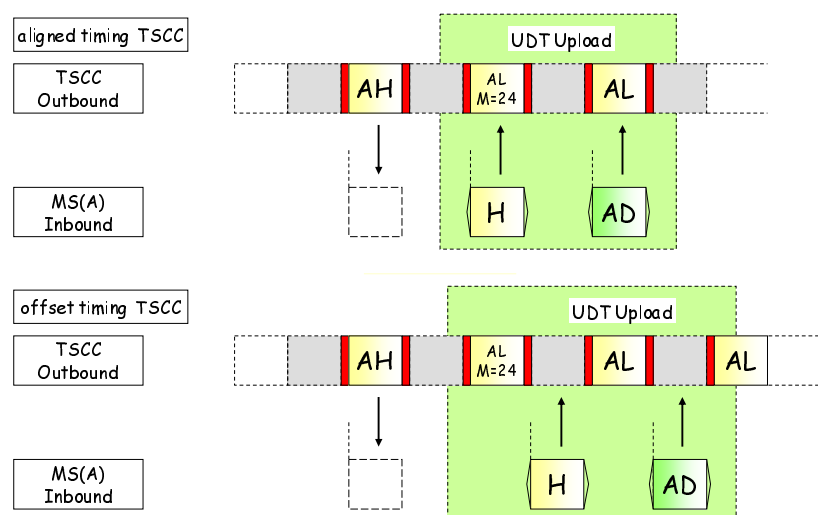 aligned timing TSCC
UDT Upload
TSCC
Outbound
AH
AL
M=24
AL
MS(A)
Inbound
H
AD
offset timing TSCC
UDT Upload
TSCC
Outbound
AH
AL
M=24
AL
AL
MS(A)
Inbound
H
AD